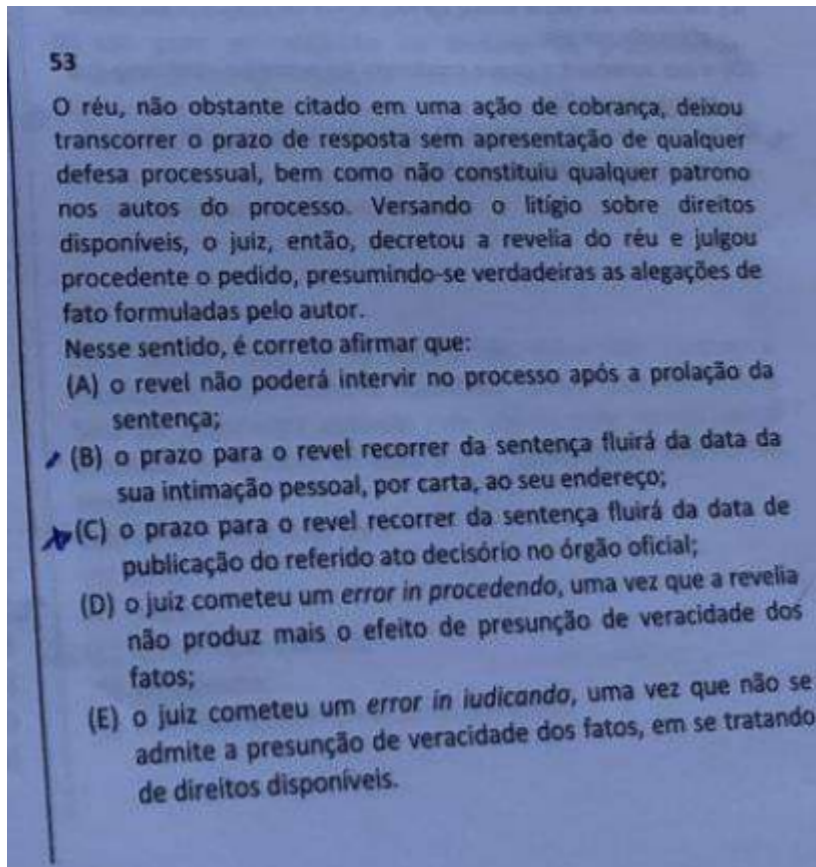 53
O réu, não obstante citado em uma ação de cobrança, deixou
transcorrer o prazo de resposta sem apresentação de qualquer
defesa processual, bem como não constituiu qualquer patrono
nos autos do processo. Versando o litígio sobre direitos
disponíveis, o juiz, então, decretou a revelia do réu e julgou
procedente o pedido, presumindo-se verdadeiras as alegações de
fato formuladas pelo autor.
Nesse sentido, é correto afirmar que:
(A) o revel não poderá intervir no processo após a prolação da
sentença;
(B) o prazo para o revel recorrer da sentença fluirá da data da
sua intimação pessoal, por carta, ao seu endereço;
(C) o prazo para o revel recorrer da sentença fluirá da data de
publicação do referido ato decisório no órgão oficial;
(D) o juiz cometeu um error in procedendo, uma vez que a revelia
não produz mais o efeito de presunção de veracidade dos
fatos;
(E) o juiz cometeu um error in iudicando, uma vez que não se
admite a presunção de veracidade dos fatos, em se tratando
de direitos disponíveis.